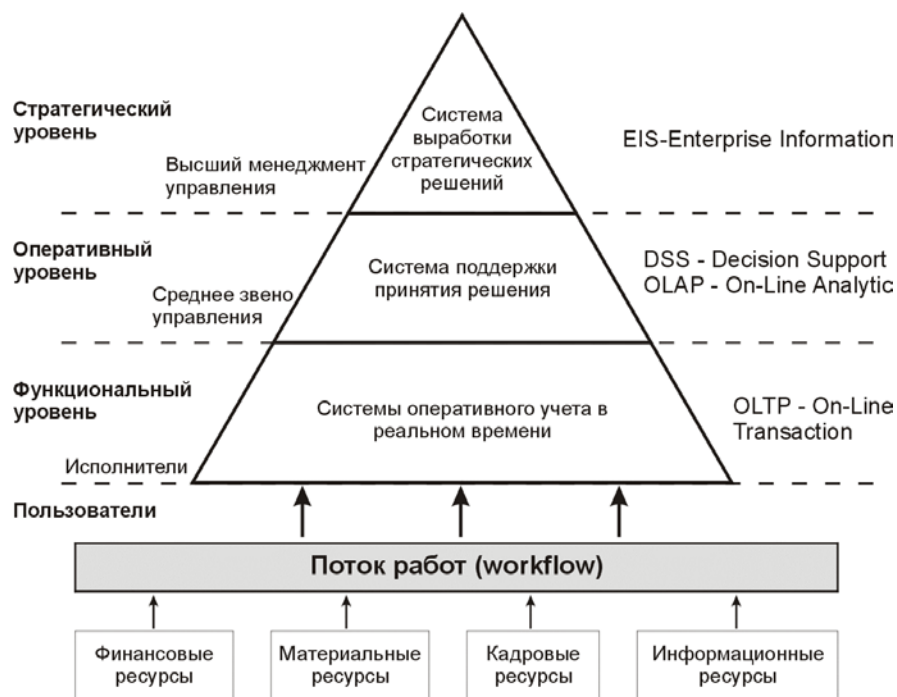 Стратегический
уровень
Высший менеджмент
управления
Система
выработки
стратегических
решений
EIS-Enterprise Information
Оперативный
уровень
Среднее звено
управления
Система поддержки
принятия решения
DSS - Decision Support
OLAP - On-Line Analytic
Функциональный
уровень
Исполнители
Системы оперативного учета в
реальном времени
OLTP - On-Line
Transaction
Пользователи
Поток работ (workflow)
Финансовые
ресурсы
Материальные
ресурсы
Кадровые
ресурсы
Информационные
ресурсы